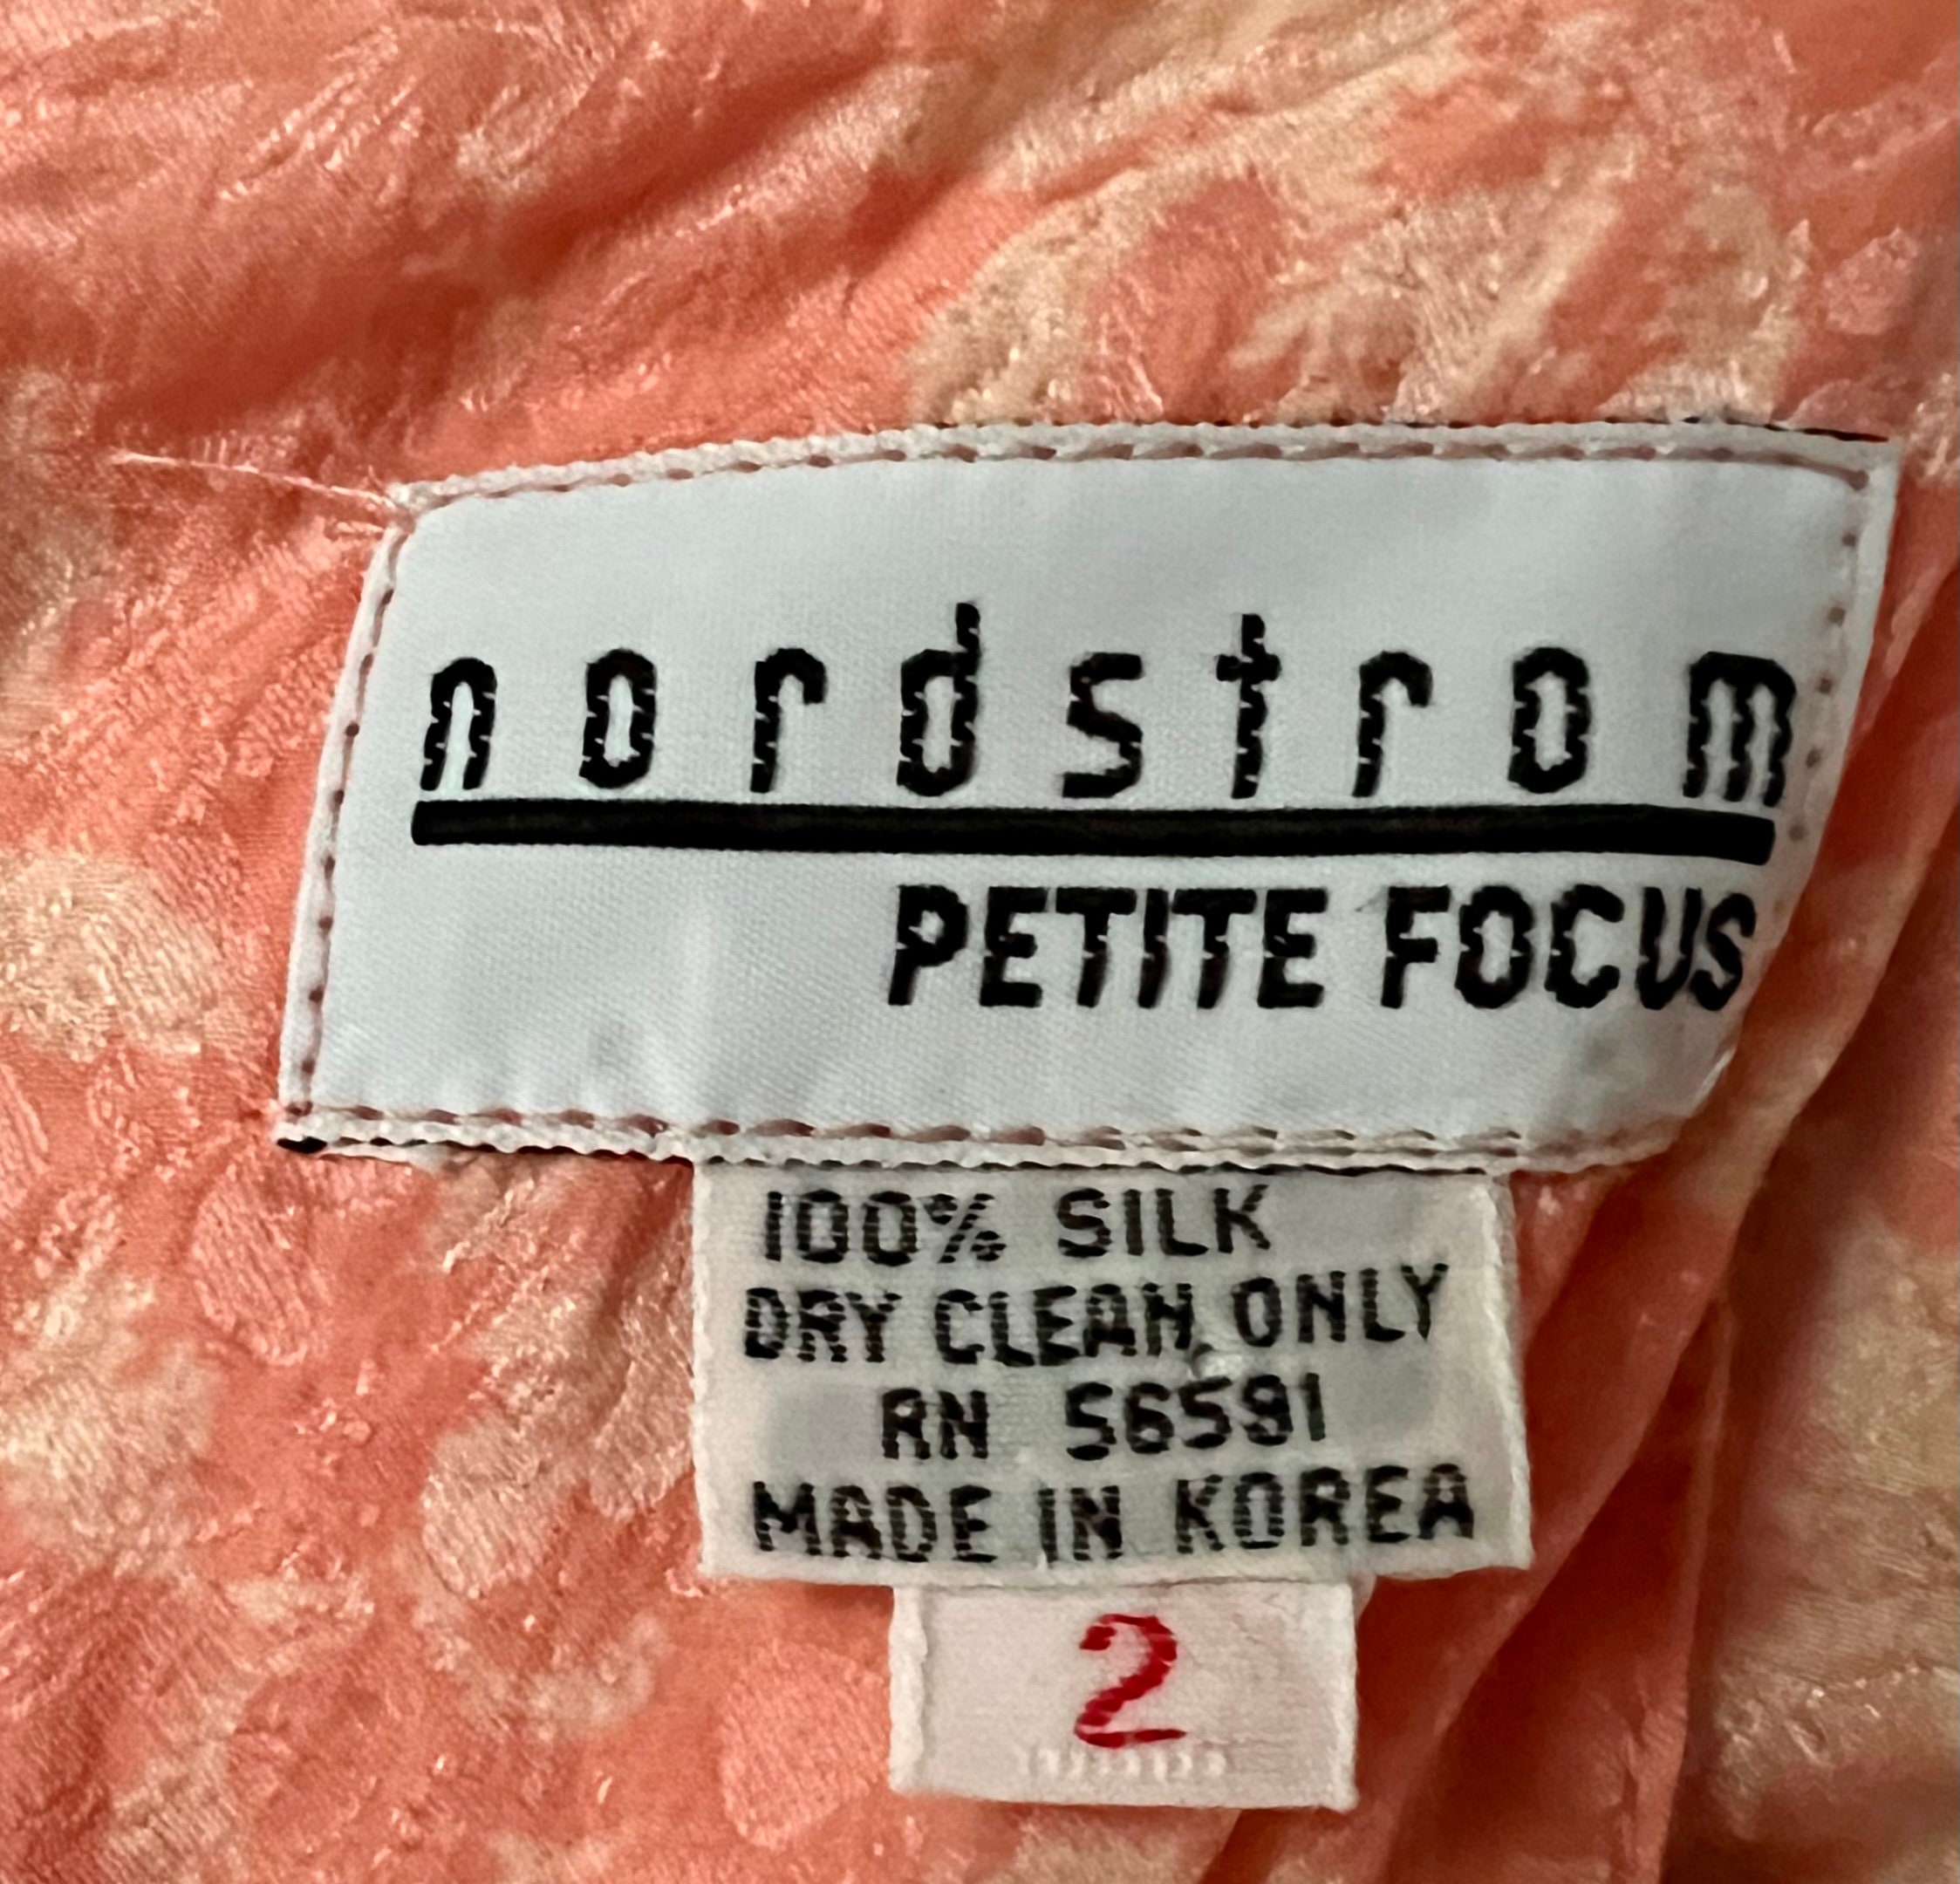 nordstrom
PETITE FOCUS
100% SILK
DRY CLEAN ONLY
RN 56591
MADE IN KOREA
2